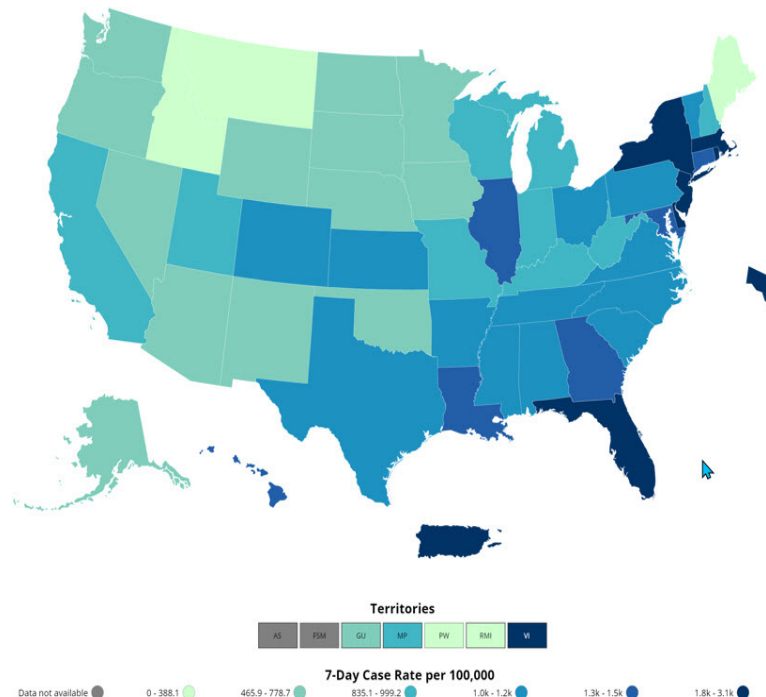 Territories
AS FSM GU MP PW RMI VI
7-Day Case Rate per 100,000
Data not available 0 - 388.1 465.9 - 778.7 835.1 - 999.2 1.0k - 1.2k 1.3k - 1.5k 1.8k - 3.1k